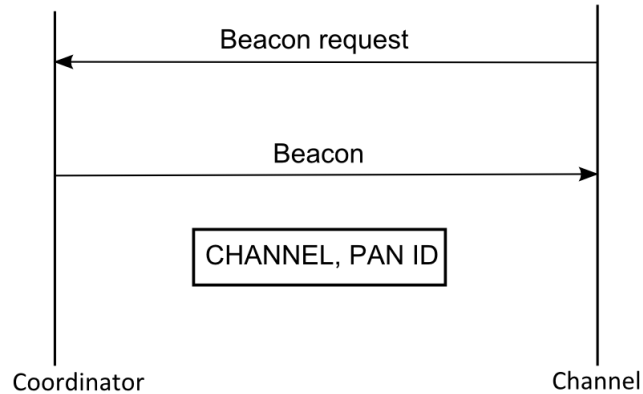 Beacon request
Beacon
CHANNEL, PAN ID
Coordinator
Channel